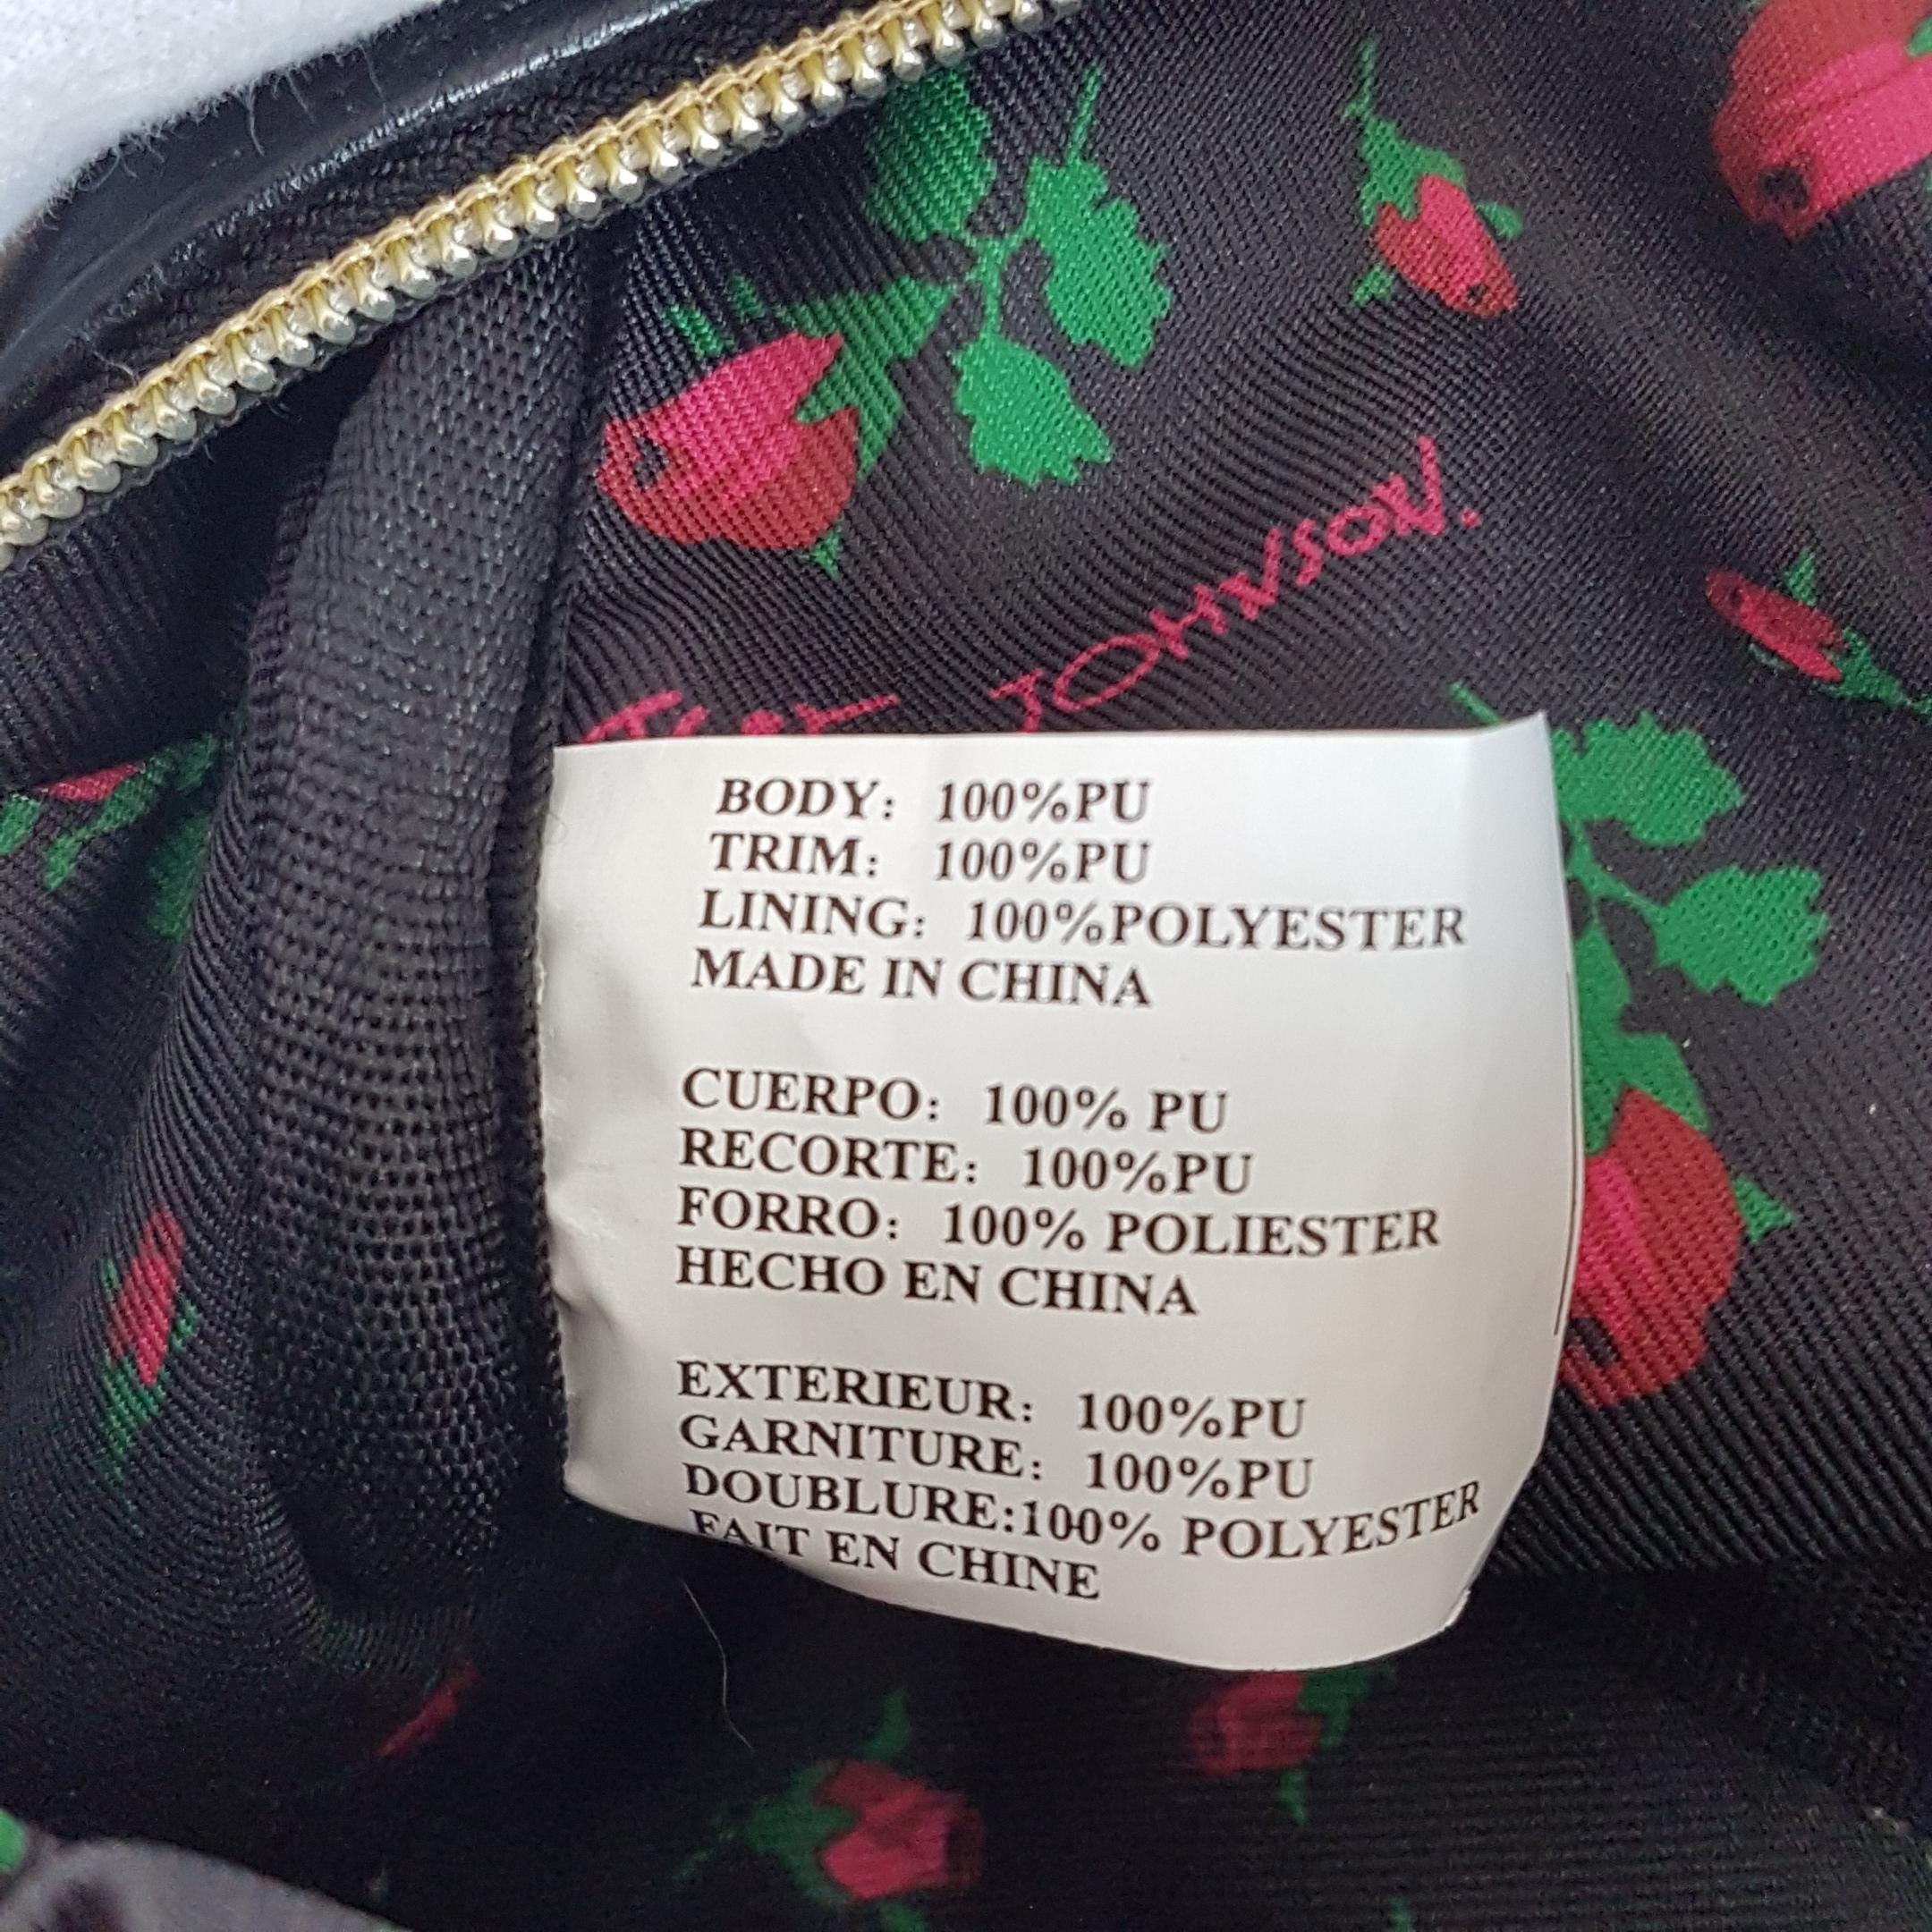 JOHNSON.
BODY: 100%PU
TRIM: 100%PU
LINING: 100%POLYESTER
MADE IN CHINA
CUERPO: 100% PU
RECORTE: 100%PU
FORRO: 100% POLIESTER
HECHO EN CHINA
EXTERIEUR: 100%PU
GARNITURE: 100%PU
DOUBLURE:100% POLYESTER
FAIT EN CHINE